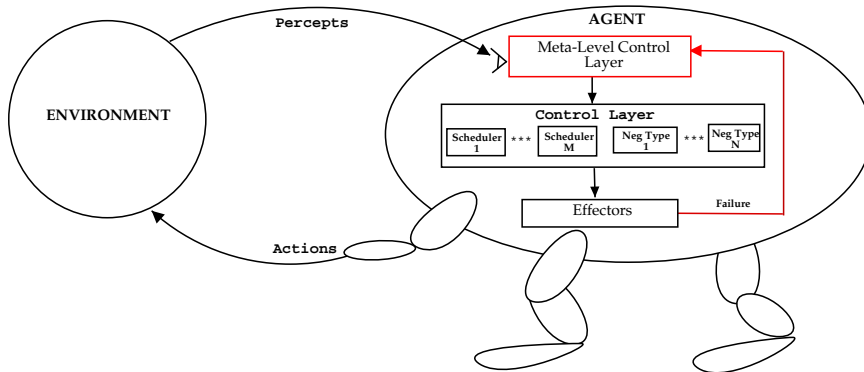 Percepts
AGENT
Meta-Level Control
Layer
ENVIRONMENT
Control Layer
Scheduler
1
***
Scheduler
M
Neg Type
1
***
Neg Type
N
Effectors
Failure
Actions